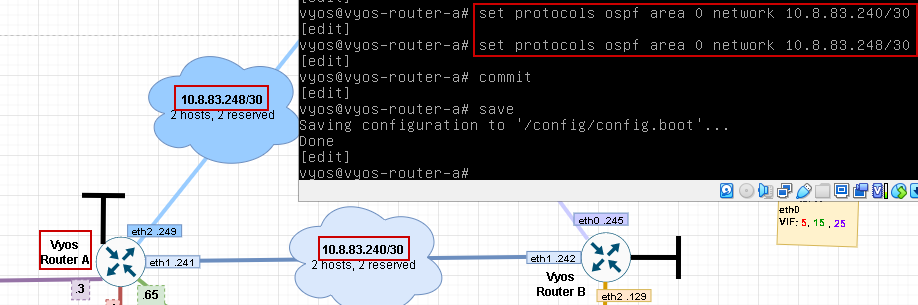 vyos@vyos-router-a# set protocols ospf area 0 network 10.8.83.240/30
[edit]
vyos@vyos-router-a# set protocols ospf area 0 network 10.8.83.248/30
[edit]
vyos@vyos-router-a# commit
[edit]
vyos@vyos-router-a# save
Saving configuration to '/config/config.boot'...
Done
[edit]
vyos@vyos-router-a#
10.8.83.248/30
2 hosts, 2 reserved
eth0
VIF: 5, 15, 25
eth0 .245
eth2 .249
Vyos
Router A
10.8.83.240/30
2 hosts, 2 reserved
eth1 .241
eth1 .242
Vyos
Router B
.3
.65
eth2 .129